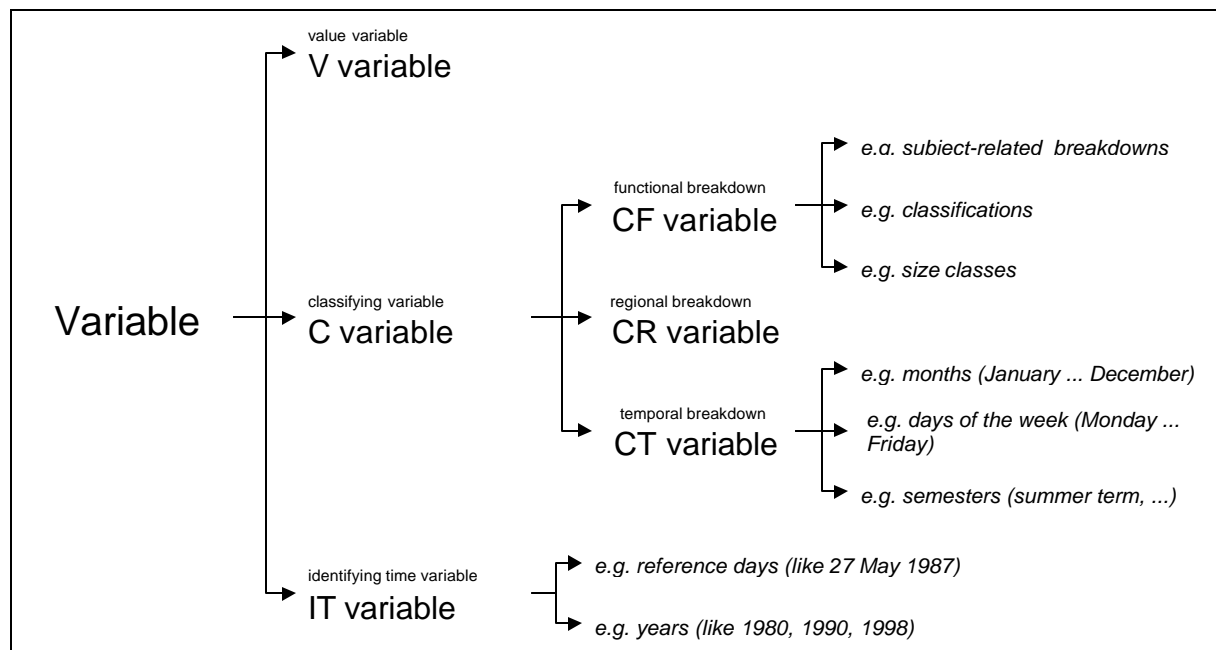 value variable
V variable
e.g. subject-related breakdowns
functional breakdown
CF variable
e.g. classifications
e.g. size classes
classifying variable
regional breakdown
Variable
C variable
CR variable
e.g. months (January ... December)
temporal breakdown
CT variable
e.g. days of the week (Monday ...
Friday)
e.g. semesters (summer term, ...)
identifying time variable
IT variable
e.g. reference days (like 27 May 1987)
e.g. years (like 1980, 1990, 1998)